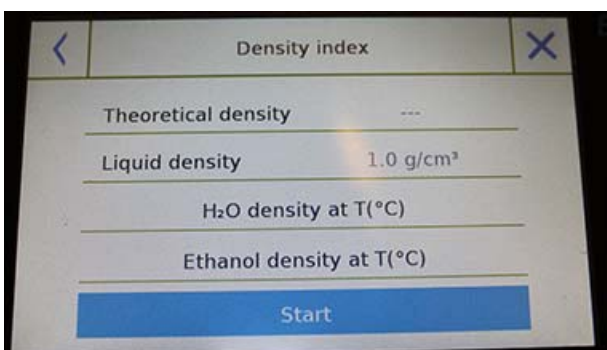 Density index
Theoretical density ---
Liquid density 1.0 g/cm³
H₂O density at T(°C)
Ethanol density at T(°C)
Start